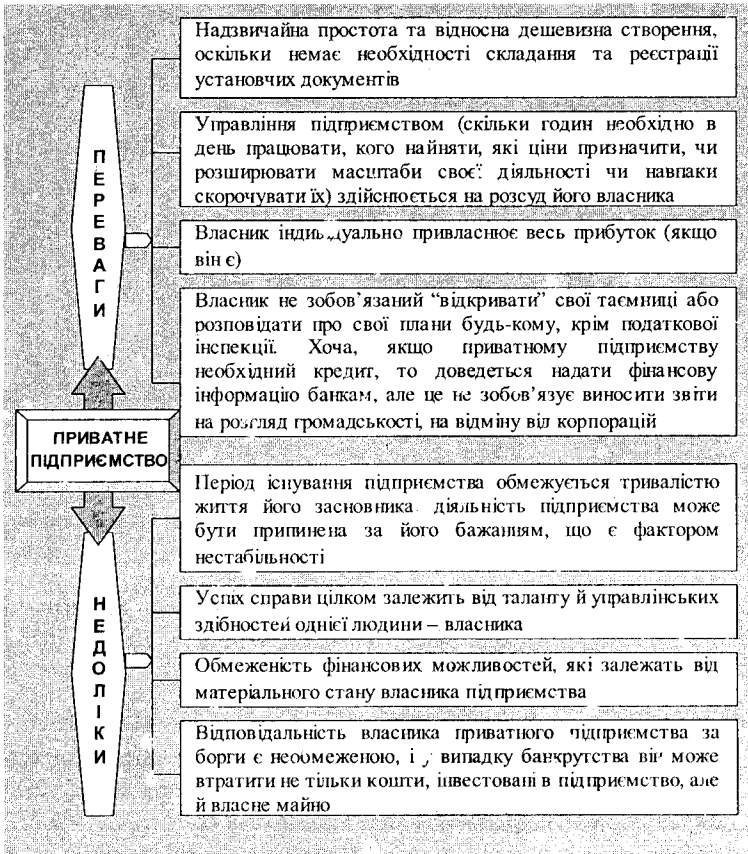 Надзвичайна простота та відносна дешевизна створення,
оскільки немає необхідності складання та реєстрації
установчих документів
ПЕРЕВАГИ
Управління підприємством (скільки годин необхідно в
день працювати, кого найняти, які ціни призначити, чи
розширювати масштаби своєї діяльності чи навпаки
скорочувати їх) здійснюється на розсуд його власника
Власник індивідуально привласнює весь прибуток (якщо
він є)
Власник не зобов’язаний “відкривати” свої таємниці або
розповідати про свої плани будь-кому, крім податкової
інспекції. Хоча, якщо приватному підприємству
необхідний кредит, то доведеться надати фінансову
інформацію банкам, але це не зобов’язує виносити звіти
на розгляд громадськості, на відміну від корпорацій
ПРИВАТНЕ
ПІДПРИЄМСТВО
Період існування підприємства обмежується тривалістю
життя його засновника діяльність підприємства може
бути припинена за його бажанням, що є фактором
нестабільності
НЕДОЛІКИ
Успіх справи цілком залежить від таланту й управлінських
здібностей однієї людини – власника
Обмеженість фінансових можливостей, які залежать від
матеріального стану власника підприємства
Відповідальність власника приватного підприємства за
борги є необмеженою, і у випадку банкрутства він може
втратити не тільки кошти, інвестовані в підприємство, але
й власне майно